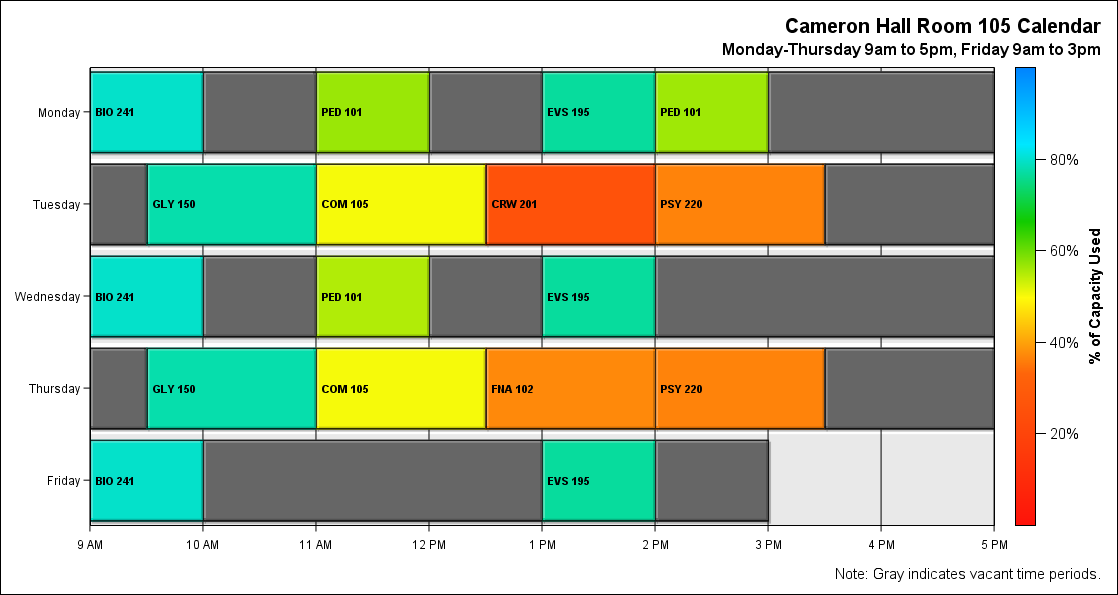 Cameron Hall Room 105 Calendar
Monday-Thursday 9am to 5pm, Friday 9am to 3pm
Monday BIO 241 PED 101 EVS 195 PED 101
Tuesday GLY 150 COM 105 CRW 201 PSY 220
Wednesday BIO 241 PED 101 EVS 195
Thursday GLY 150 COM 105 FNA 102 PSY 220
Friday BIO 241 EVS 195
9 AM 10 AM 11 AM 12 PM 1 PM 2 PM 3 PM 4 PM 5 PM
80%
60%
40%
20%
% of Capacity Used
Note: Gray indicates vacant time periods.